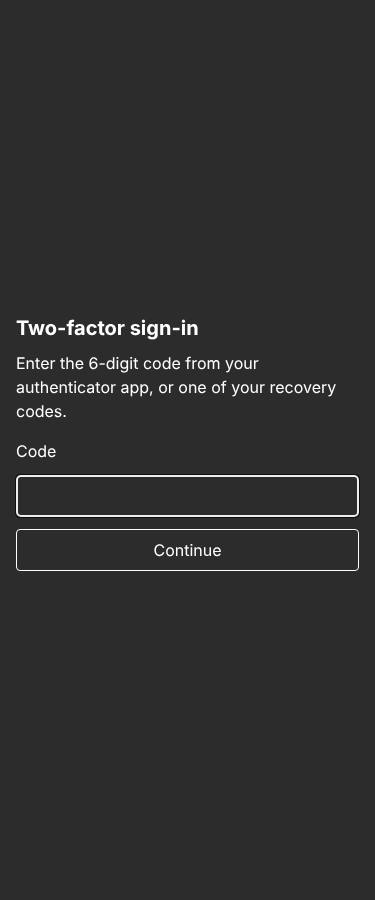 Two-factor sign-in
Enter the 6-digit code from your
authenticator app, or one of your recovery
codes.
Code
Continue